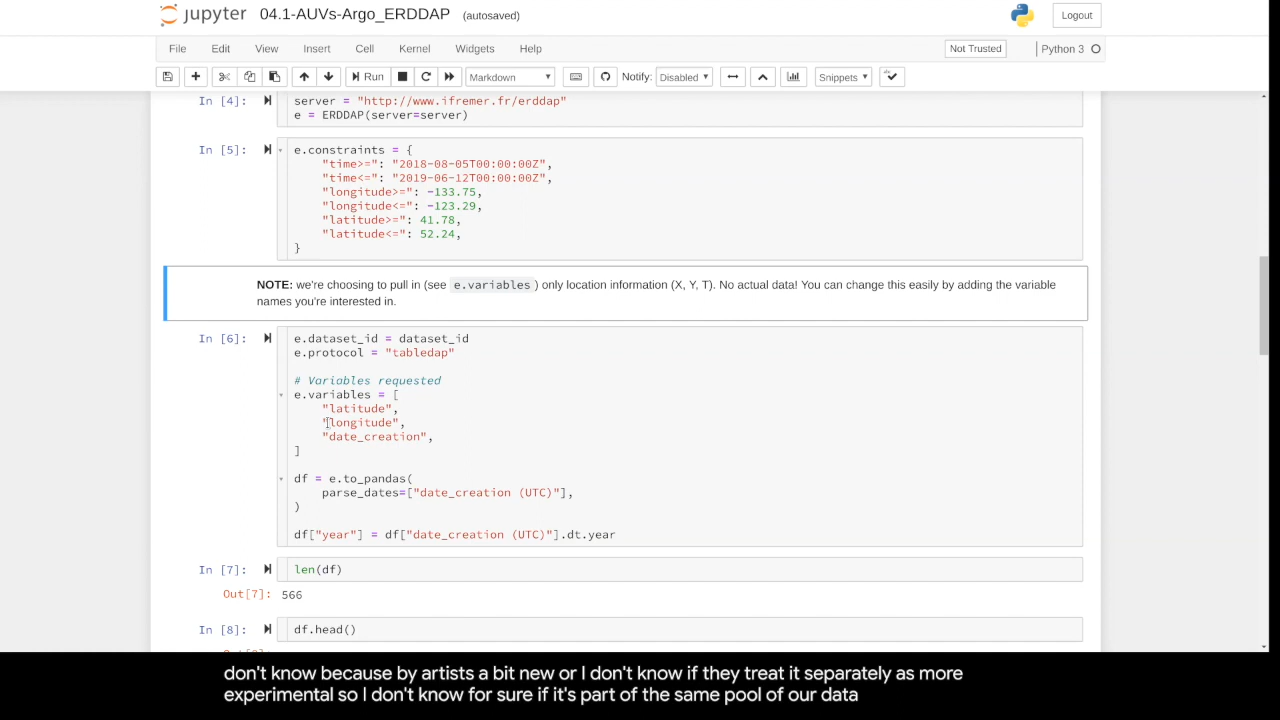 jupyter 04.1-AUVs-Argo_ERDDAP (autosaved) Logout
File Edit View Insert Cell Kernel Widgets Help Not Trusted Python 3
Run Markdown Notify: Disabled Snippets
In [4]: server = "http://www.ifremer.fr/erddap"
e = ERDDAP(server=server)
In [5]: e.constraints = {
"time>=": "2018-08-05T00:00:00Z",
"time<=": "2019-06-12T00:00:00Z",
"longitude>=": -133.75,
"longitude<=": -123.29,
"latitude>=": 41.78,
"latitude<=": 52.24,
}
NOTE: we're choosing to pull in (see e.variables ) only location information (X, Y, T). No actual data! You can change this easily by adding the variable
names you're interested in.
In [6]: e.dataset_id = dataset_id
e.protocol = "tabledap"
# Variables requested
e.variables = [
"latitude",
"longitude",
"date_creation",
]
df = e.to_pandas(
parse_dates=["date_creation (UTC)"],
)
df["year"] = df["date_creation (UTC)"].dt.year
In [7]: len(df)
Out[7]: 566
In [8]: df.head()
don't know because by artists a bit new or I don't know if they treat it separately as more
experimental so I don't know for sure if it's part of the same pool of our data